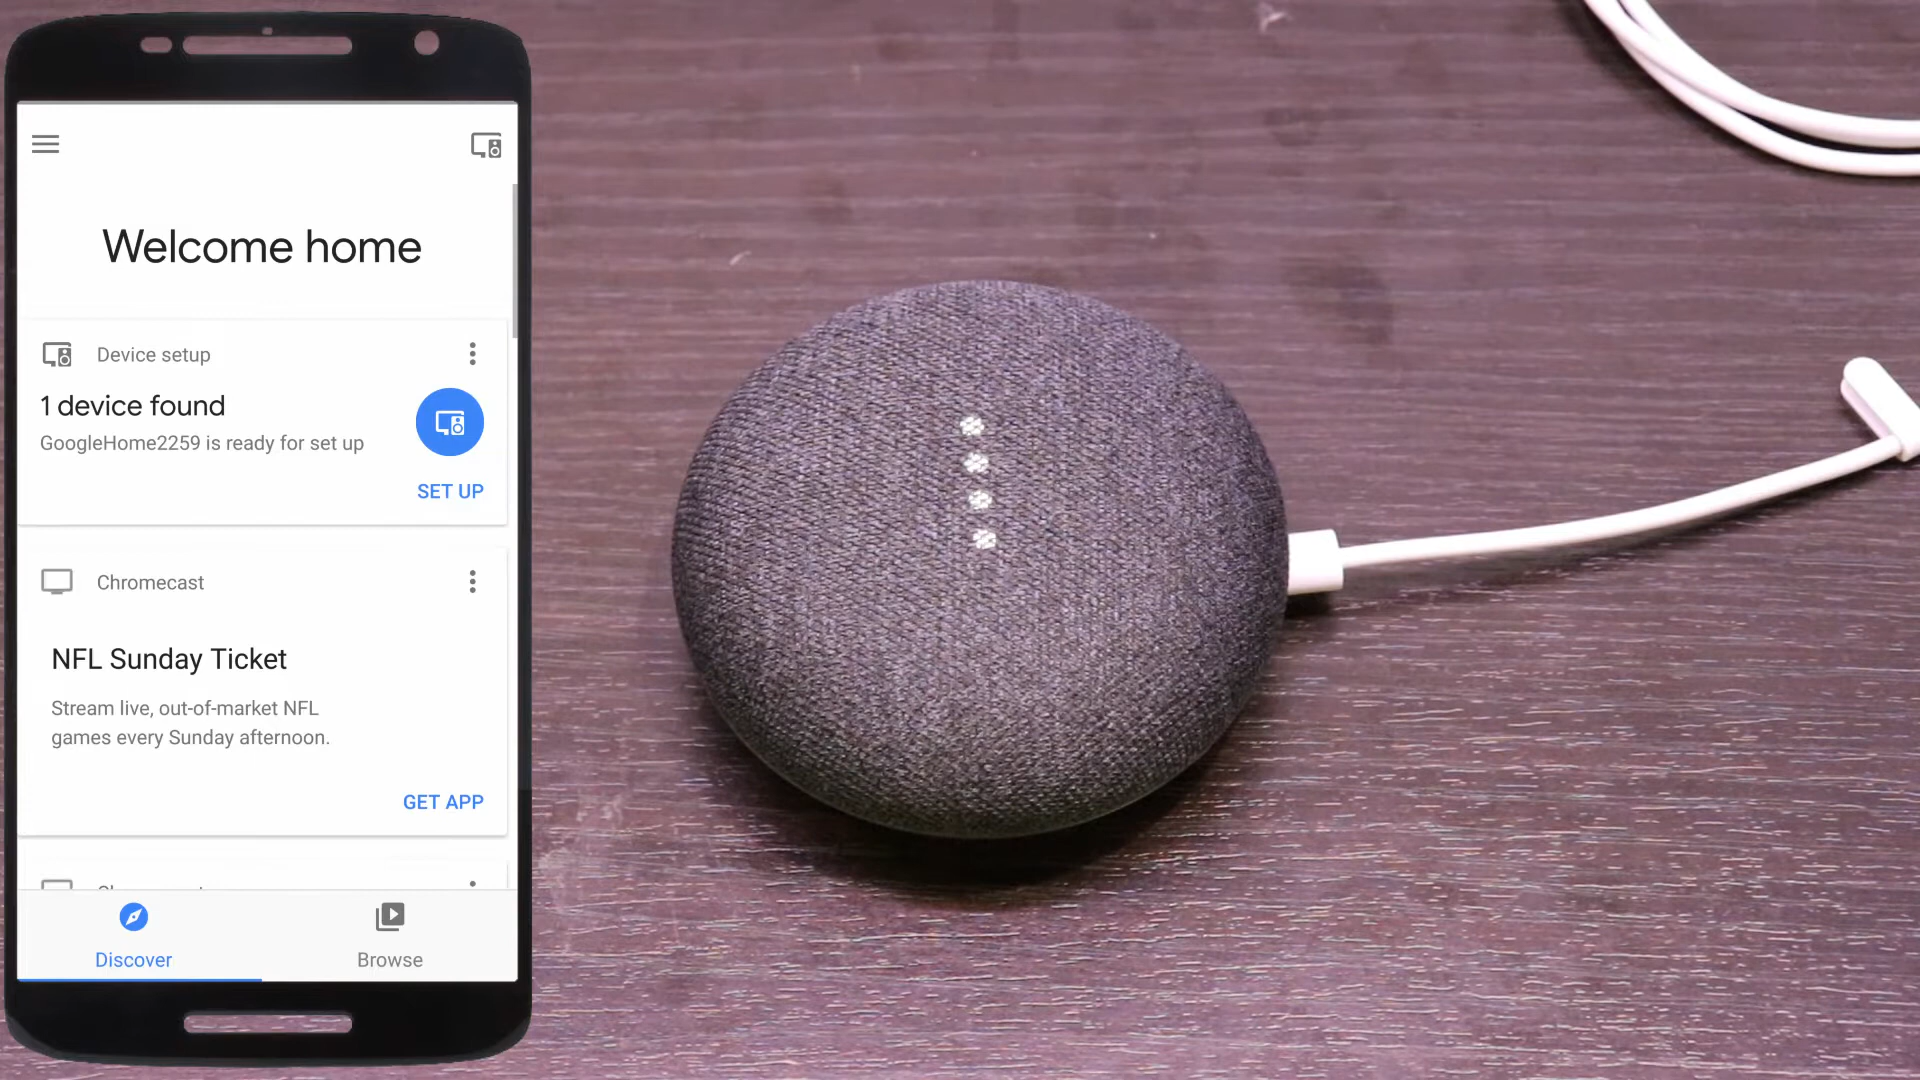 Welcome home
Device setup
1 device found
GoogleHome2259 is ready for set up
SET UP
Chromecast
NFL Sunday Ticket
Stream live, out-of-market NFL
games every Sunday afternoon.
GET APP
Discover
Browse